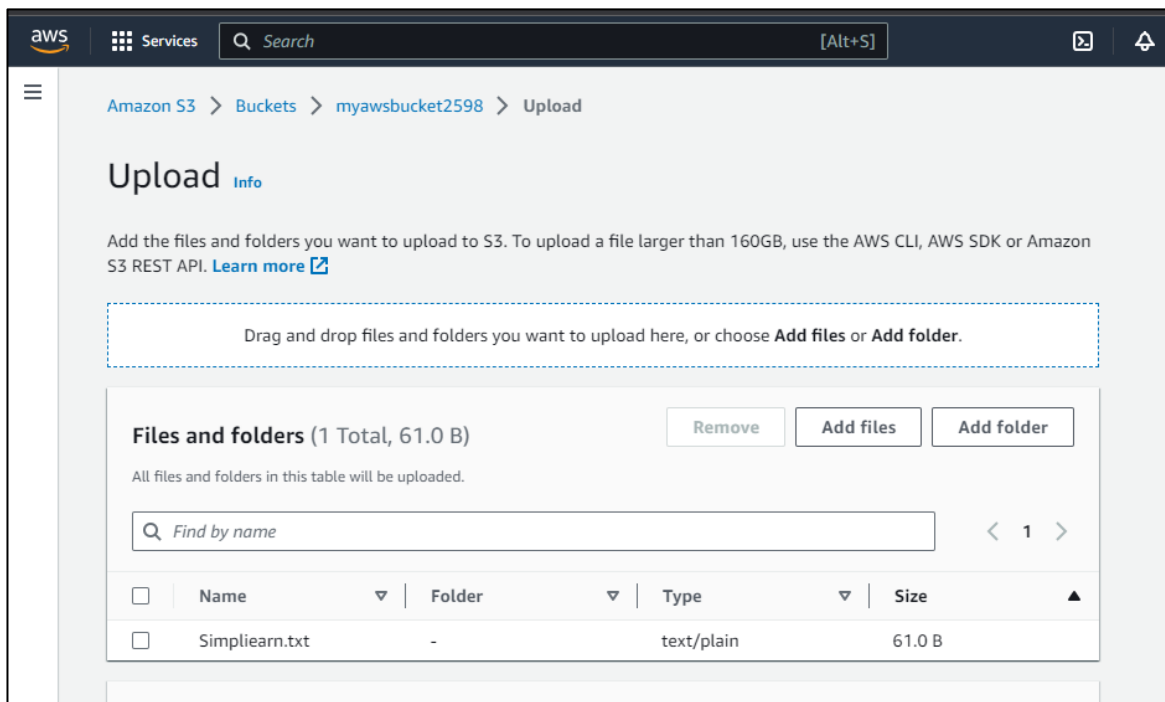 aws
Services
Search [Alt+S]
Amazon S3 > Buckets > myawsbucket2598 > Upload
Upload Info
Add the files and folders you want to upload to S3. To upload a file larger than 160GB, use the AWS CLI, AWS SDK or Amazon
S3 REST API. Learn more
Drag and drop files and folders you want to upload here, or choose Add files or Add folder.
Files and folders (1 Total, 61.0 B)
Remove Add files Add folder
All files and folders in this table will be uploaded.
Find by name
< 1 >
Name Folder Type Size
Simpliearn.txt - text/plain 61.0 B